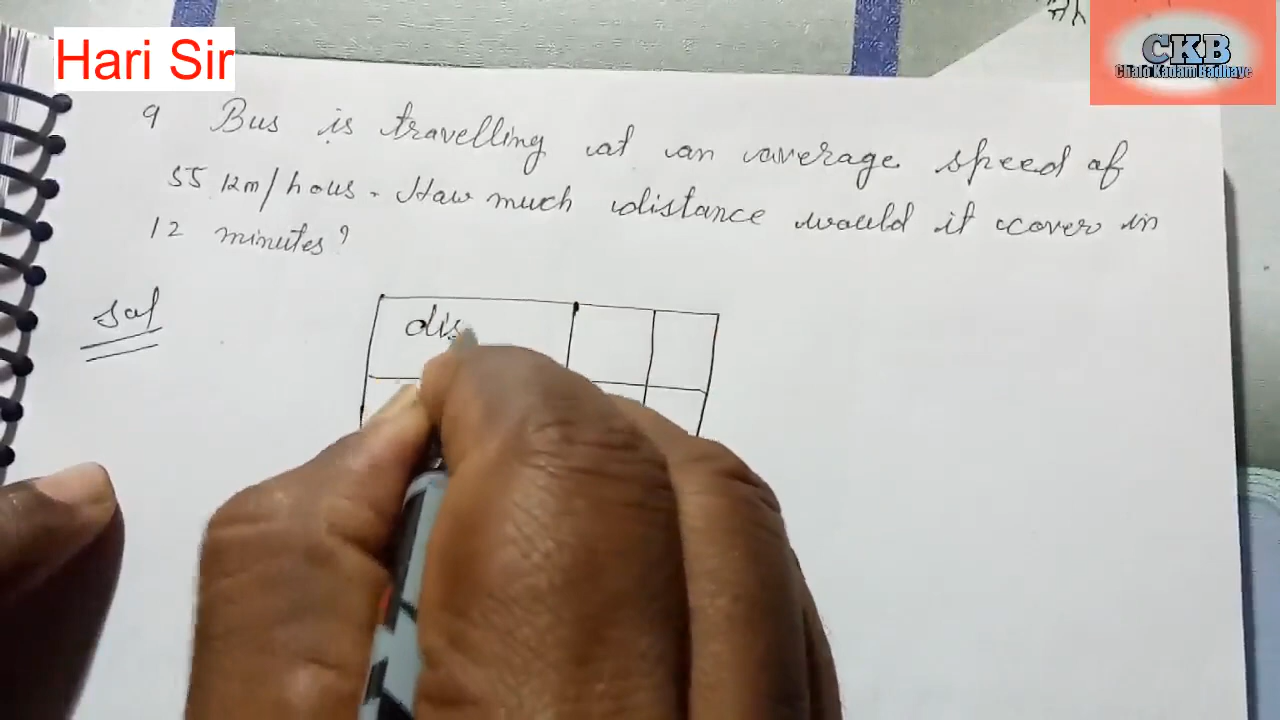 Hari Sir
CKB
Chalo Kadam Badhaye
9 Bus is travelling at an average speed of
55 km/hour. How much distance would it cover in
12 minutes?
Sol
dis